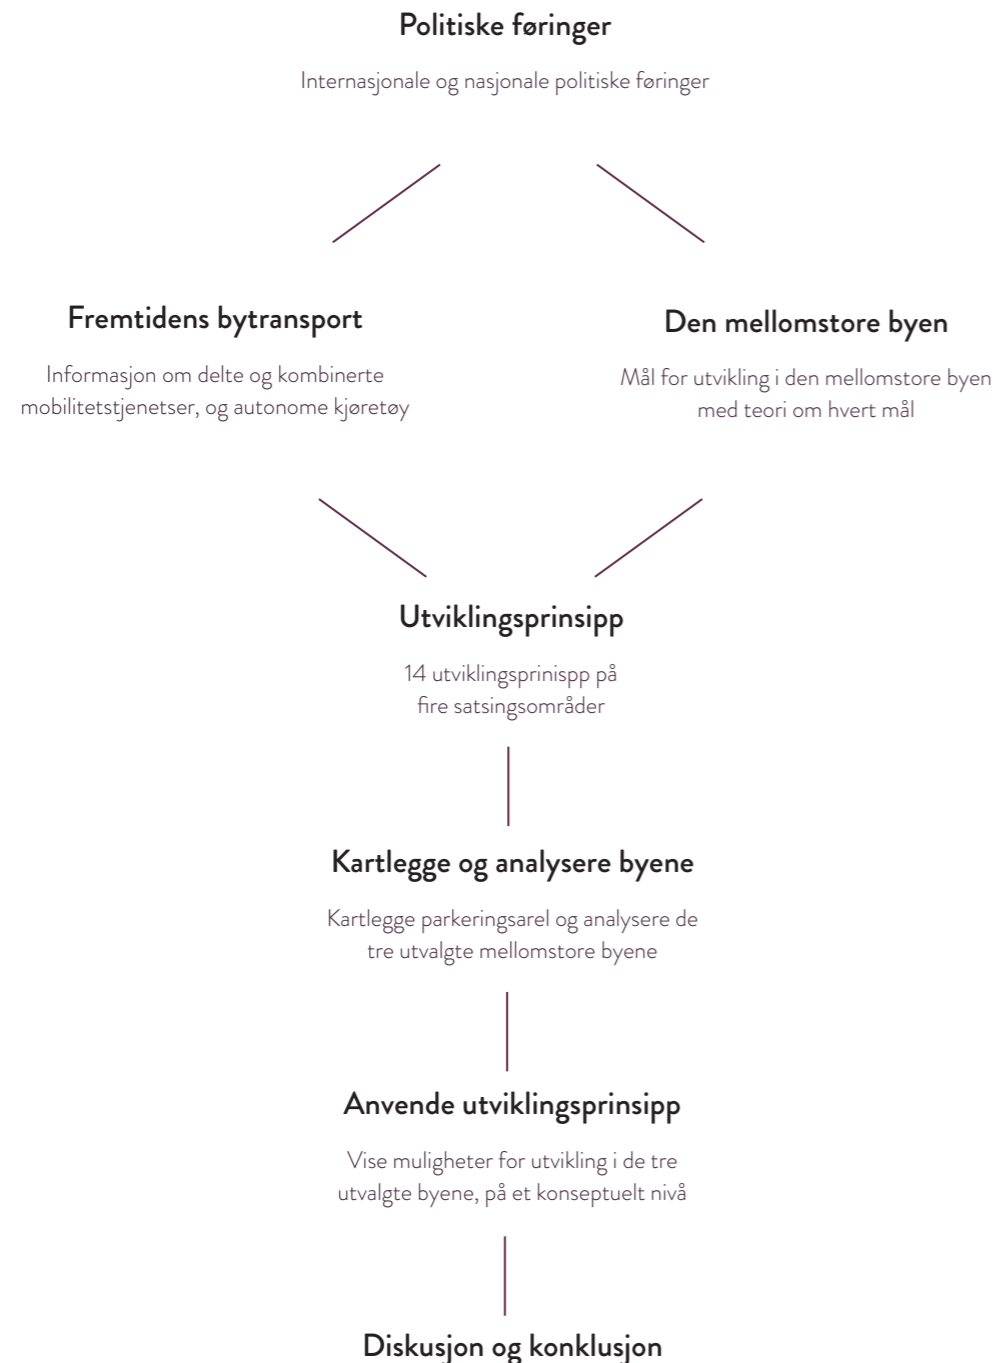 Politiske føringer
Internasjonale og nasjonale politiske føringer
Fremtidens bytransport
Informasjon om delte og kombinerte
mobilitetstjenetser, og autonome kjøretøy
Den mellomstore byen
Mål for utvikling i den mellomstore byen
med teori om hvert mål
Utviklingsprinsipp
14 utviklingsprinispp på
fire satsingsområder
Kartlegge og analysere byene
Kartlegge parkeringsarel og analysere de
tre utvalgte mellomstore byene
Anvende utviklingsprinsipp
Vise muligheter for utvikling i de tre
utvalgte byene, på et konseptuelt nivå
Diskusjon og konklusjon